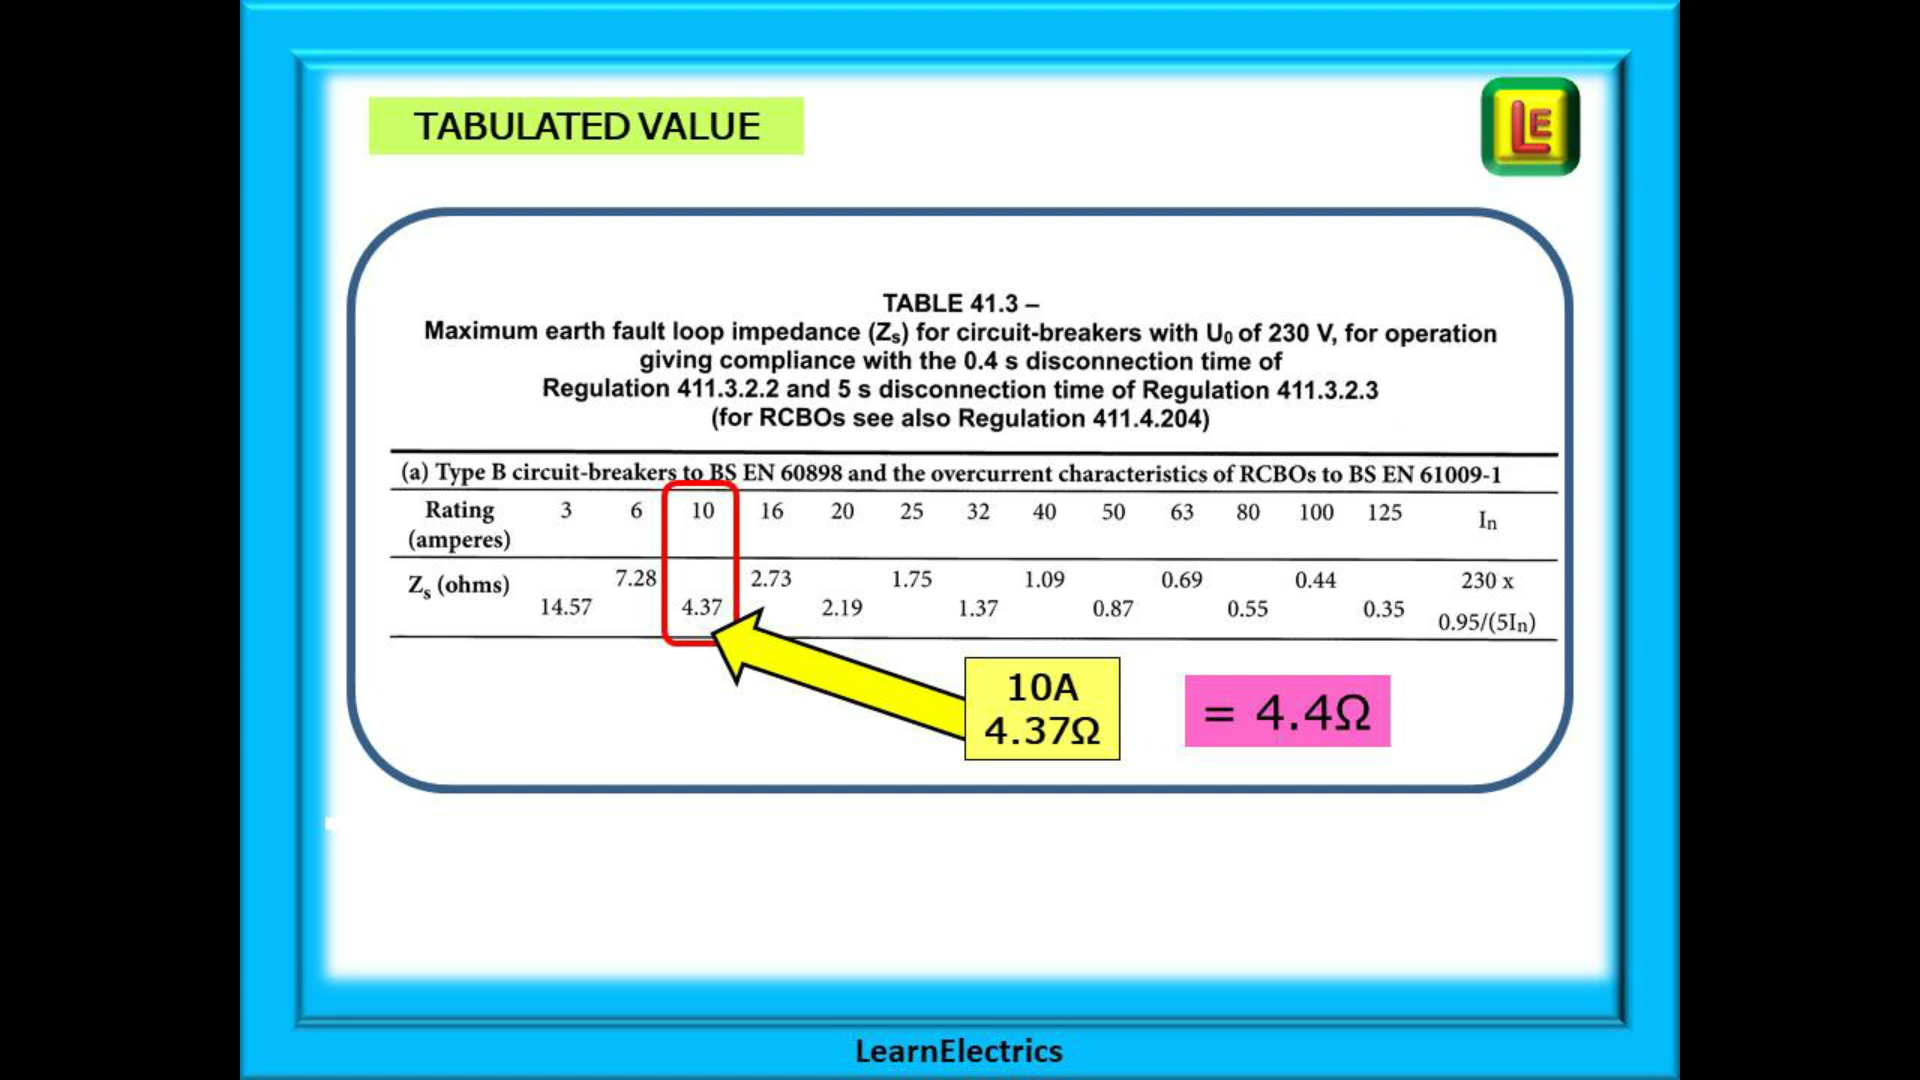 TABULATED VALUE
LE
TABLE 41.3 –
Maximum earth fault loop impedance (Zs) for circuit-breakers with U0 of 230 V, for operation
giving compliance with the 0.4 s disconnection time of
Regulation 411.3.2.2 and 5 s disconnection time of Regulation 411.3.2.3
(for RCBOs see also Regulation 411.4.204)
(a) Type B circuit-breakers to BS EN 60898 and the overcurrent characteristics of RCBOs to BS EN 61009-1
Rating 3 6 10 16 20 25 32 40 50 63 80 100 125 In
(amperes)
Zs (ohms) 7.28 2.73 1.75 1.09 0.69 0.44 230 x
14.57 4.37 2.19 1.37 0.87 0.55 0.35 0.95/(5In)
10A
4.37Ω
= 4.4Ω
LearnElectrics